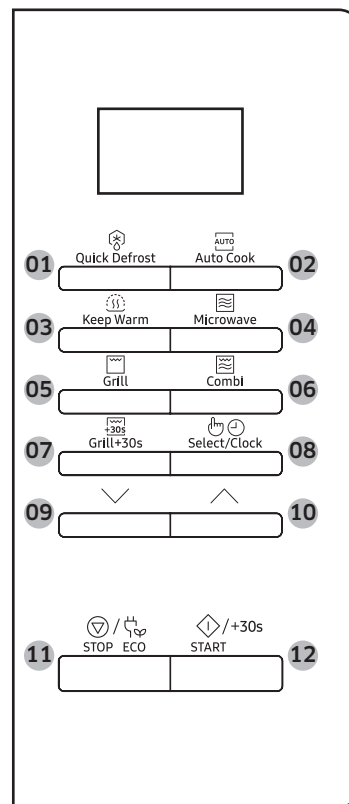 AUTO
01 Quick Defrost Auto Cook 02
03 Keep Warm Microwave 04
05 Grill Combi 06
+30s
07 Grill+30s Select/Clock 08
09 10
/ /+30s
11 STOP ECO START 12